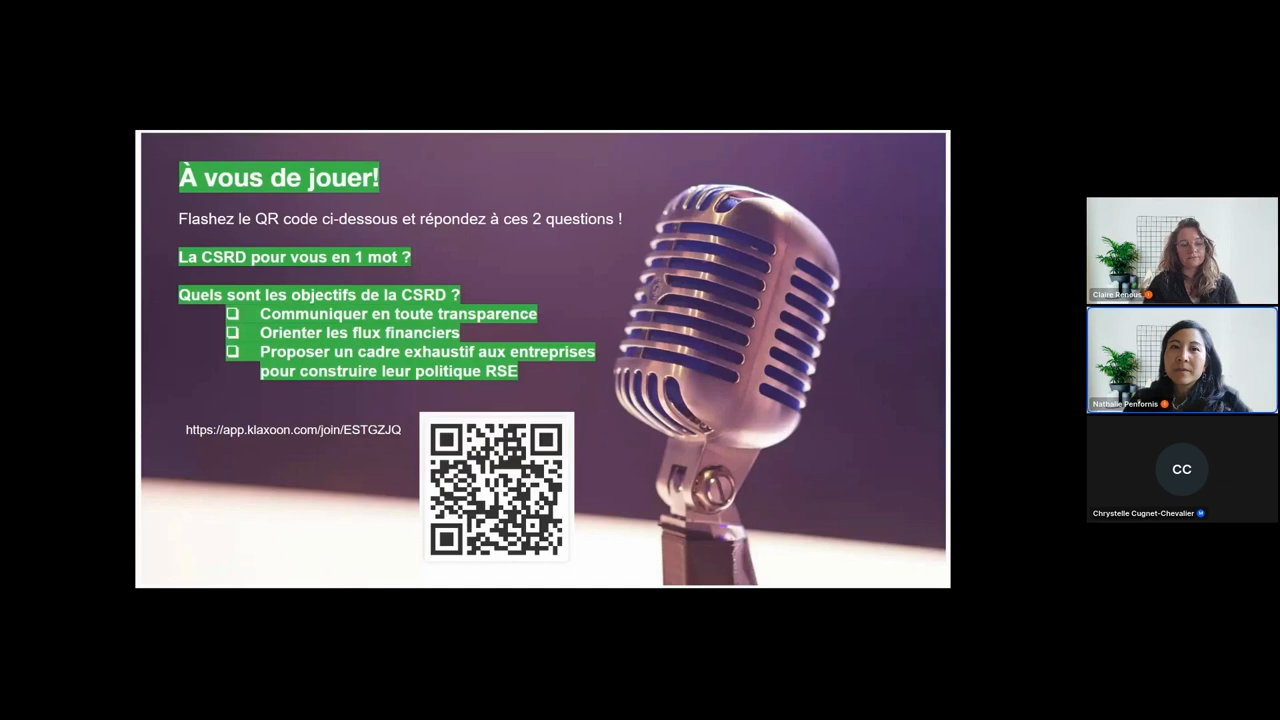 À vous de jouer!
Flashez le QR code ci-dessous et répondez à ces 2 questions !
La CSRD pour vous en 1 mot ?
Quels sont les objectifs de la CSRD ?
Communiquer en toute transparence
Orienter les flux financiers
Proposer un cadre exhaustif aux entreprises
pour construire leur politique RSE
https://app.klaxoon.com/join/ESTGZJQ
Claire Renous
Nathalie Penfornis
CC
Chrystelle Cugnet-Chevalier